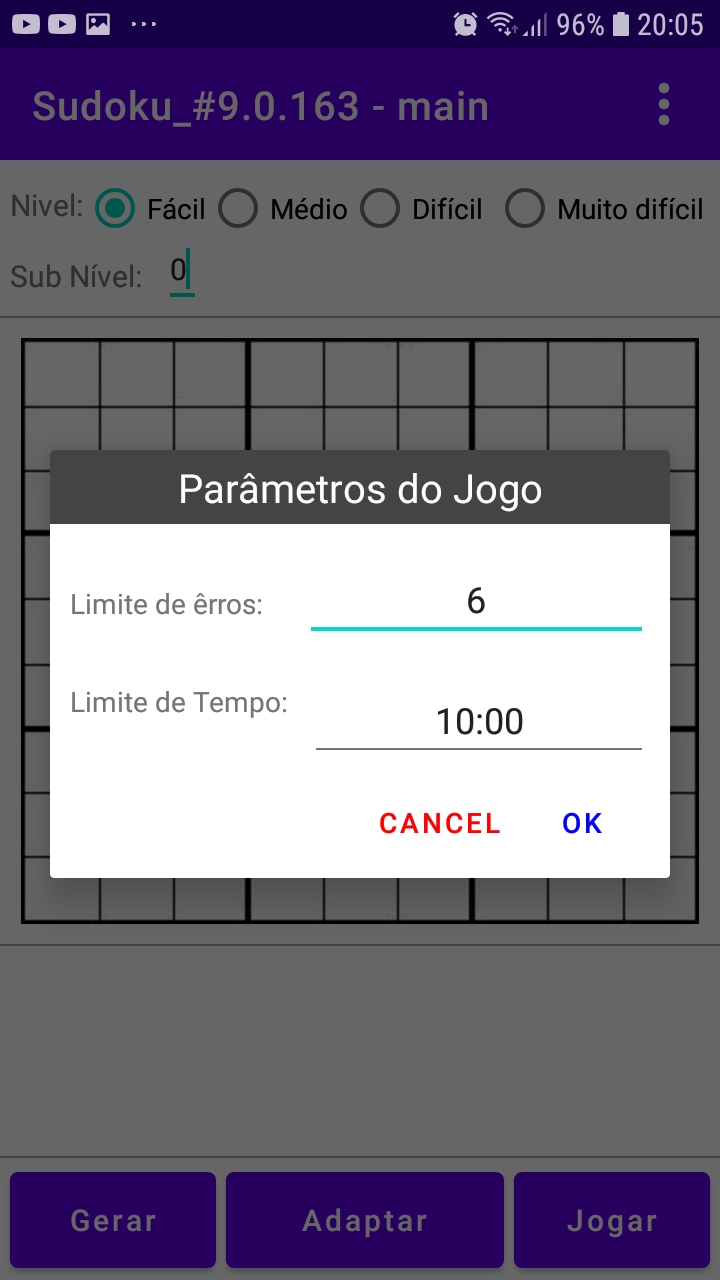 96% 20:05
Sudoku_#9.0.163 - main
Nivel: Fácil Médio Difícil Muito difícil
Sub Nível: 0
Parâmetros do Jogo
Limite de êrros: 6
Limite de Tempo: 10:00
CANCEL OK
Gerar Adaptar Jogar